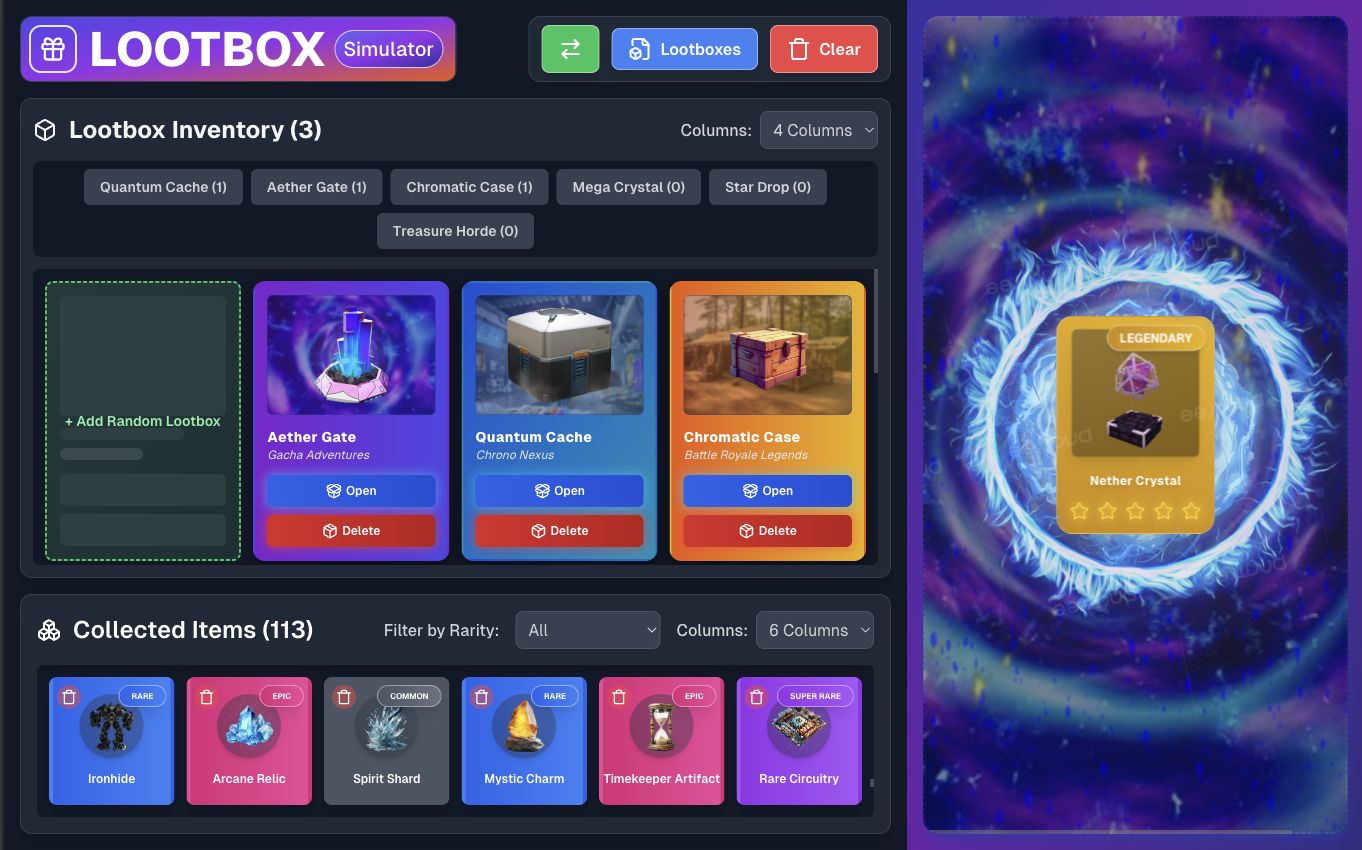 LOOTBOX Simulator
Lootboxes
Clear
Lootbox Inventory (3)
Columns: 4 Columns
Quantum Cache (1)
Aether Gate (1)
Chromatic Case (1)
Mega Crystal (0)
Star Drop (0)
Treasure Horde (0)
+ Add Random Lootbox
Aether Gate
Gacha Adventures
Open
Delete
Quantum Cache
Chrono Nexus
Open
Delete
Chromatic Case
Battle Royale Legends
Open
Delete
Collected Items (113)
Filter by Rarity: All
Columns: 6 Columns
RARE
Ironhide
EPIC
Arcane Relic
COMMON
Spirit Shard
RARE
Mystic Charm
EPIC
Timekeeper Artifact
SUPER RARE
Rare Circuitry
LEGENDARY
Nether Crystal